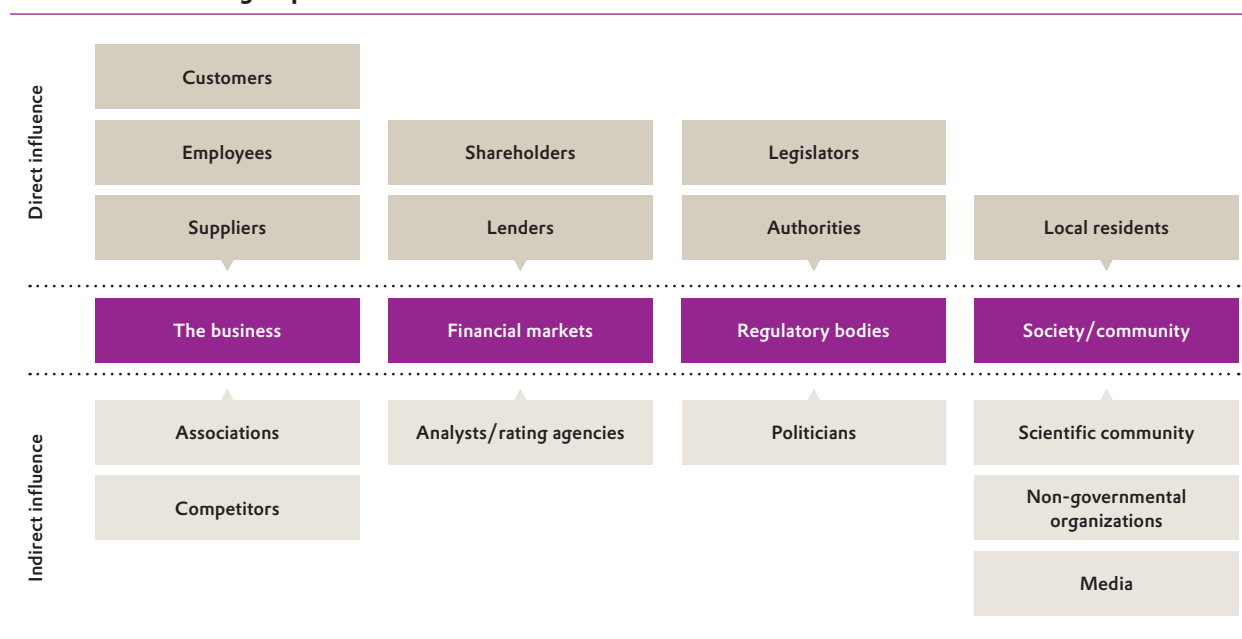 Direct influence
Customers
Employees
Shareholders
Legislators
Suppliers
Lenders
Authorities
Local residents
The business
Financial markets
Regulatory bodies
Society/community
Indirect influence
Associations
Analysts/rating agencies
Politicians
Scientific community
Competitors
Non-governmental
organizations
Media